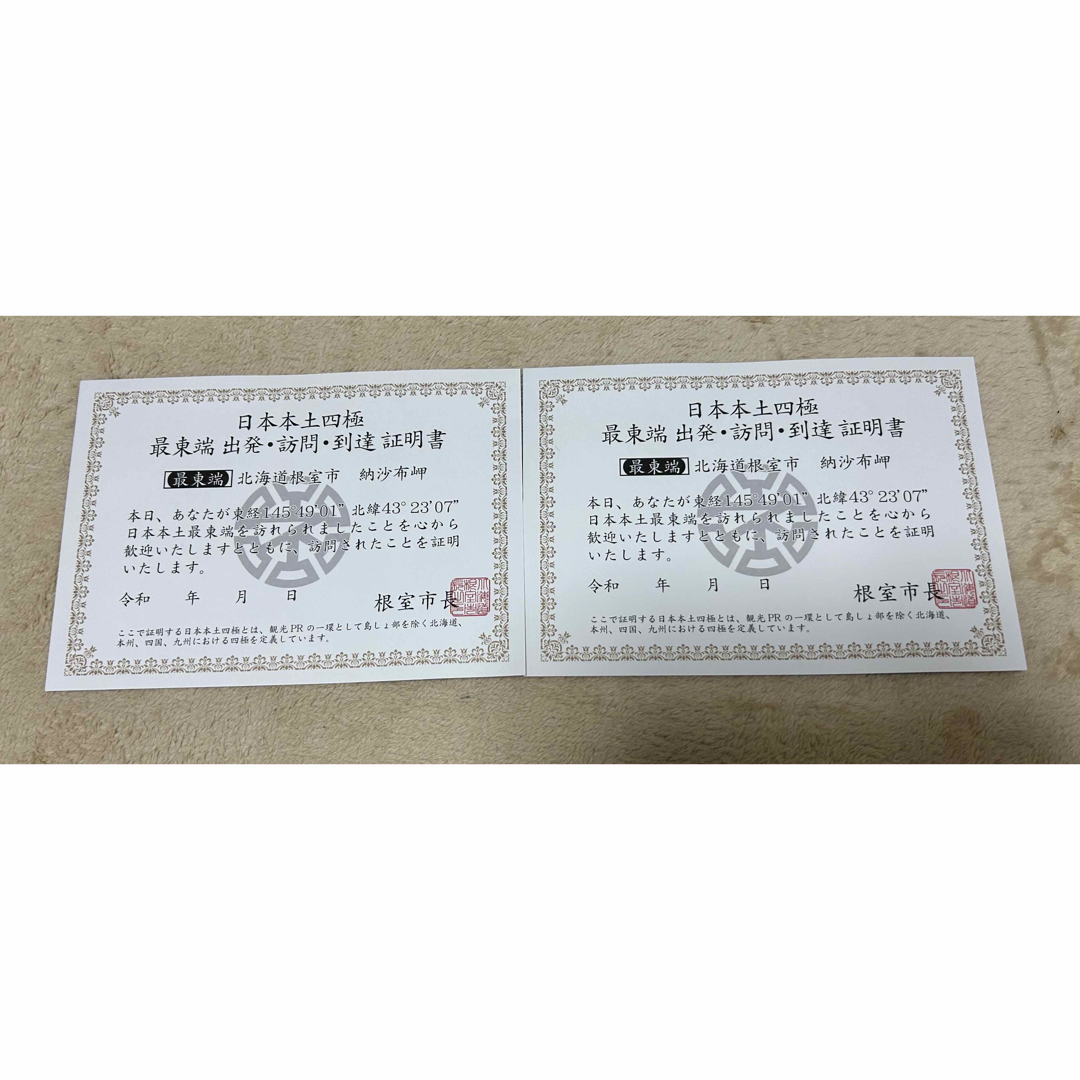 日本本土四極
最東端 出発・訪問・到達 証明書
【最東端】北海道根室市 納沙布岬
本日、あなたが東経145°49'01" 北緯43°23'07"
日本本土最東端を訪れられましたことを心から
歓迎いたしますとともに、訪問されたことを証明
いたします。
令和 年 月 日
根室市長
ここで証明する日本本土四極とは、観光PRの一環として島しょ部を除く北海道、
本州、四国、九州における四極を定義しています。
日本本土四極
最東端 出発・訪問・到達 証明書
【最東端】北海道根室市 納沙布岬
本日、あなたが東経145°49'01" 北緯43°23'07"
日本本土最東端を訪れられましたことを心から
歓迎いたしますとともに、訪問されたことを証明
いたします。
令和 年 月 日
根室市長
ここで証明する日本本土四極とは、観光PRの一環として島しょ部を除く北海道、
本州、四国、九州における四極を定義しています。